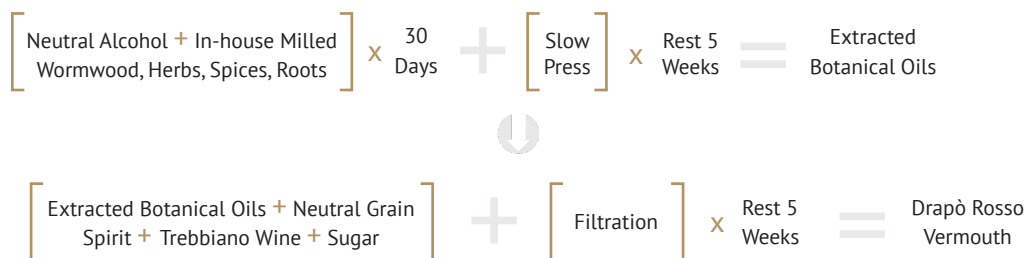 Neutral Alcohol + In-house Milled
Wormwood, Herbs, Spices, Roots
x
30
Days
+
Slow
Press
x
Rest 5
Weeks
=
Extracted
Botanical Oils
Extracted Botanical Oils + Neutral Grain
Spirit + Trebbiano Wine + Sugar
+
Filtration
x
Rest 5
Weeks
=
Drapò Rosso
Vermouth